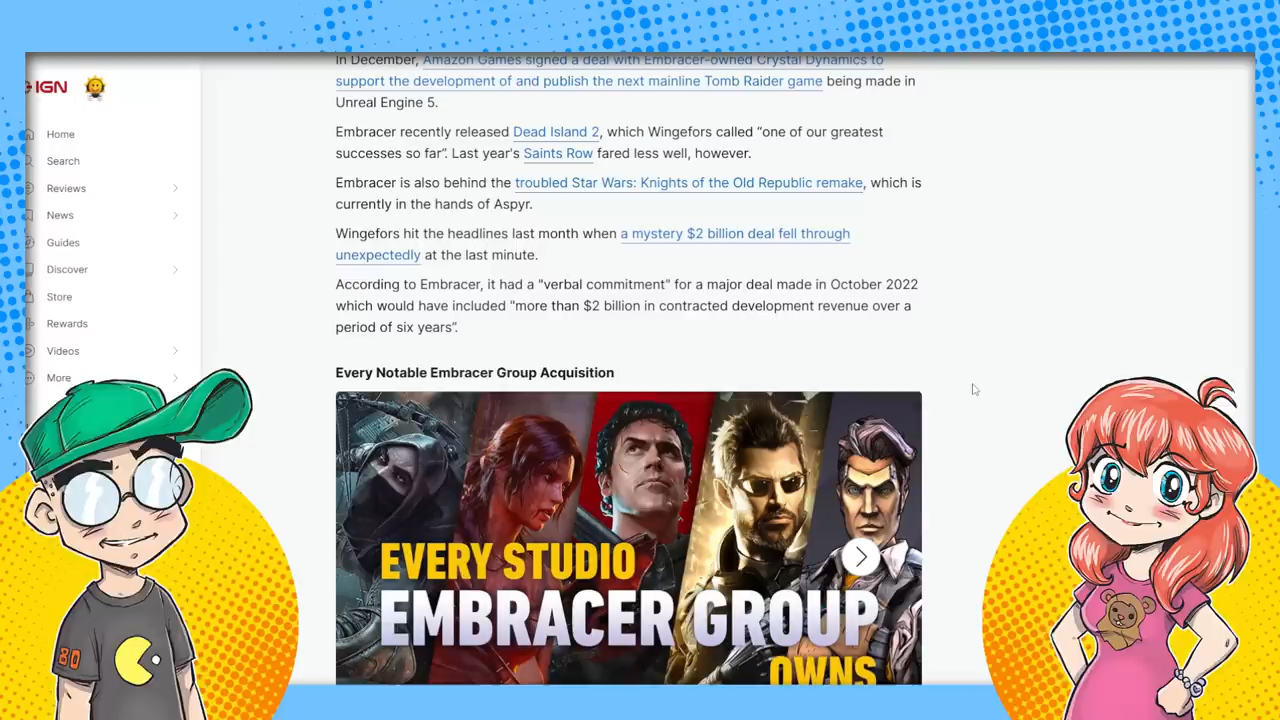 In December, Amazon Games signed a deal with Embracer-owned Crystal Dynamics to
support the development of and publish the next mainline Tomb Raider game being made in
Unreal Engine 5.
IGN
Home
Search
Reviews
News
Guides
Discover
Store
Rewards
Videos
More
Embracer recently released Dead Island 2, which Wingefors called “one of our greatest
successes so far”. Last year's Saints Row fared less well, however.
Embracer is also behind the troubled Star Wars: Knights of the Old Republic remake, which is
currently in the hands of Aspyr.
Wingefors hit the headlines last month when a mystery $2 billion deal fell through
unexpectedly at the last minute.
According to Embracer, it had a "verbal commitment" for a major deal made in October 2022
which would have included “more than $2 billion in contracted development revenue over a
period of six years”.
Every Notable Embracer Group Acquisition
EVERY STUDIO
EMBRACER GROUP
OWNS
80